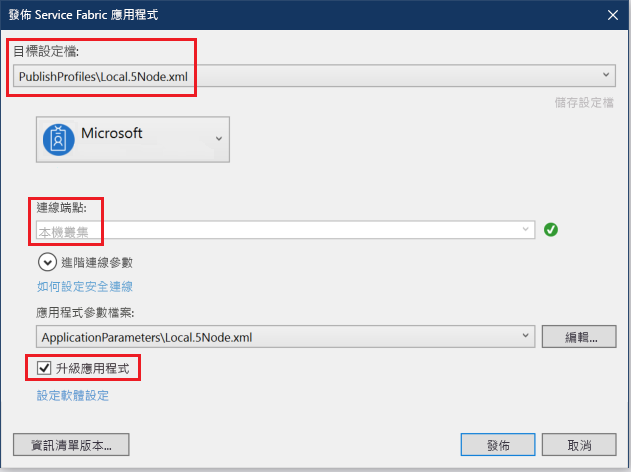 發佈 Service Fabric 應用程式
目標設定檔:
PublishProfiles\Local.5Node.xml
儲存設定檔
Microsoft
連線端點:
本機叢集
進階連線參數
如何設定安全連線
應用程式參數檔案:
ApplicationParameters\Local.5Node.xml
編輯...
升級應用程式
設定軟體設定
資訊清單版本...
發佈
取消